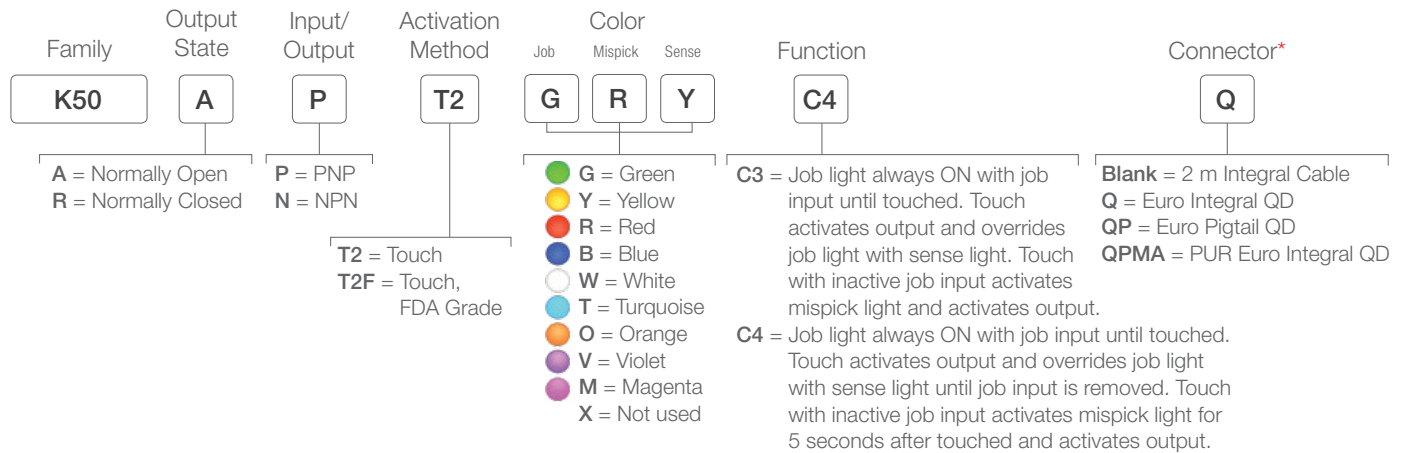 Family
Output
State
Input/
Output
Activation
Method
Color
Job Mispick Sense
Function
Connector*
K50 A P T2 G R Y C4 Q
A = Normally Open
R = Normally Closed
P = PNP
N = NPN
T2 = Touch
T2F = Touch,
FDA Grade
G = Green
Y = Yellow
R = Red
B = Blue
W = White
T = Turquoise
O = Orange
V = Violet
M = Magenta
X = Not used
C3 = Job light always ON with job
input until touched. Touch
activates output and overrides
job light with sense light. Touch
with inactive job input activates
mispick light and activates output.
C4 = Job light always ON with job input until touched.
Touch activates output and overrides job light
with sense light until job input is removed. Touch
with inactive job input activates mispick light for
5 seconds after touched and activates output.
Blank = 2 m Integral Cable
Q = Euro Integral QD
QP = Euro Pigtail QD
QPMA = PUR Euro Integral QD